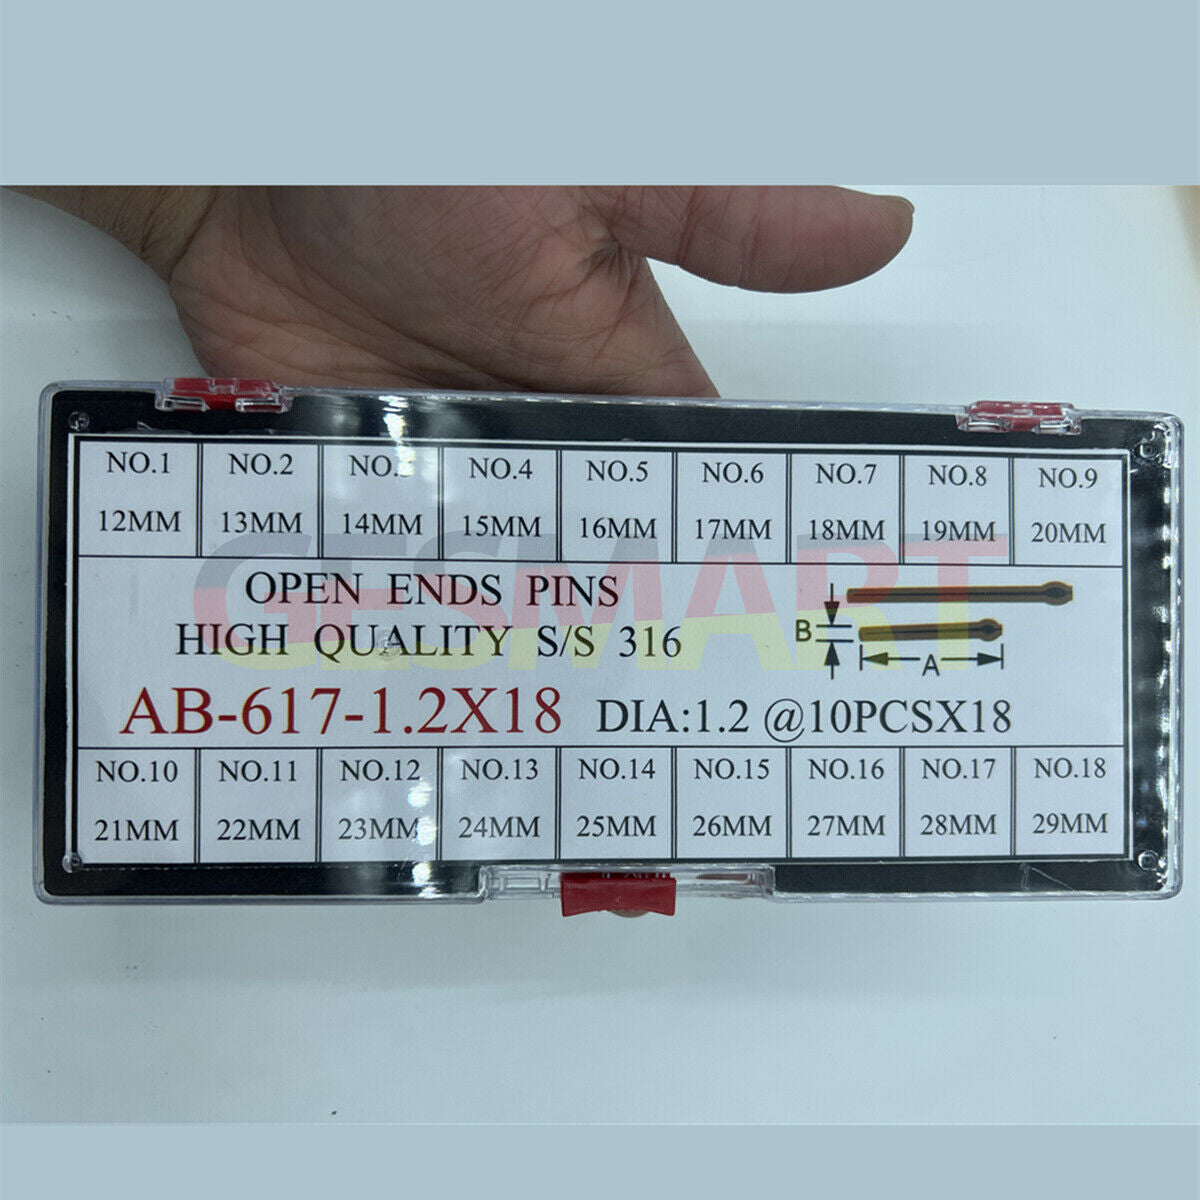 NO.1 NO.2 NO.3 NO.4 NO.5 NO.6 NO.7 NO.8 NO.9
12MM 13MM 14MM 15MM 16MM 17MM 18MM 19MM 20MM
OPEN ENDS PINS
HIGH QUALITY S/S 316
B
A
AB-617-1.2X18 DIA:1.2 @10PCSX18
NO.10 NO.11 NO.12 NO.13 NO.14 NO.15 NO.16 NO.17 NO.18
21MM 22MM 23MM 24MM 25MM 26MM 27MM 28MM 29MM
GESMART